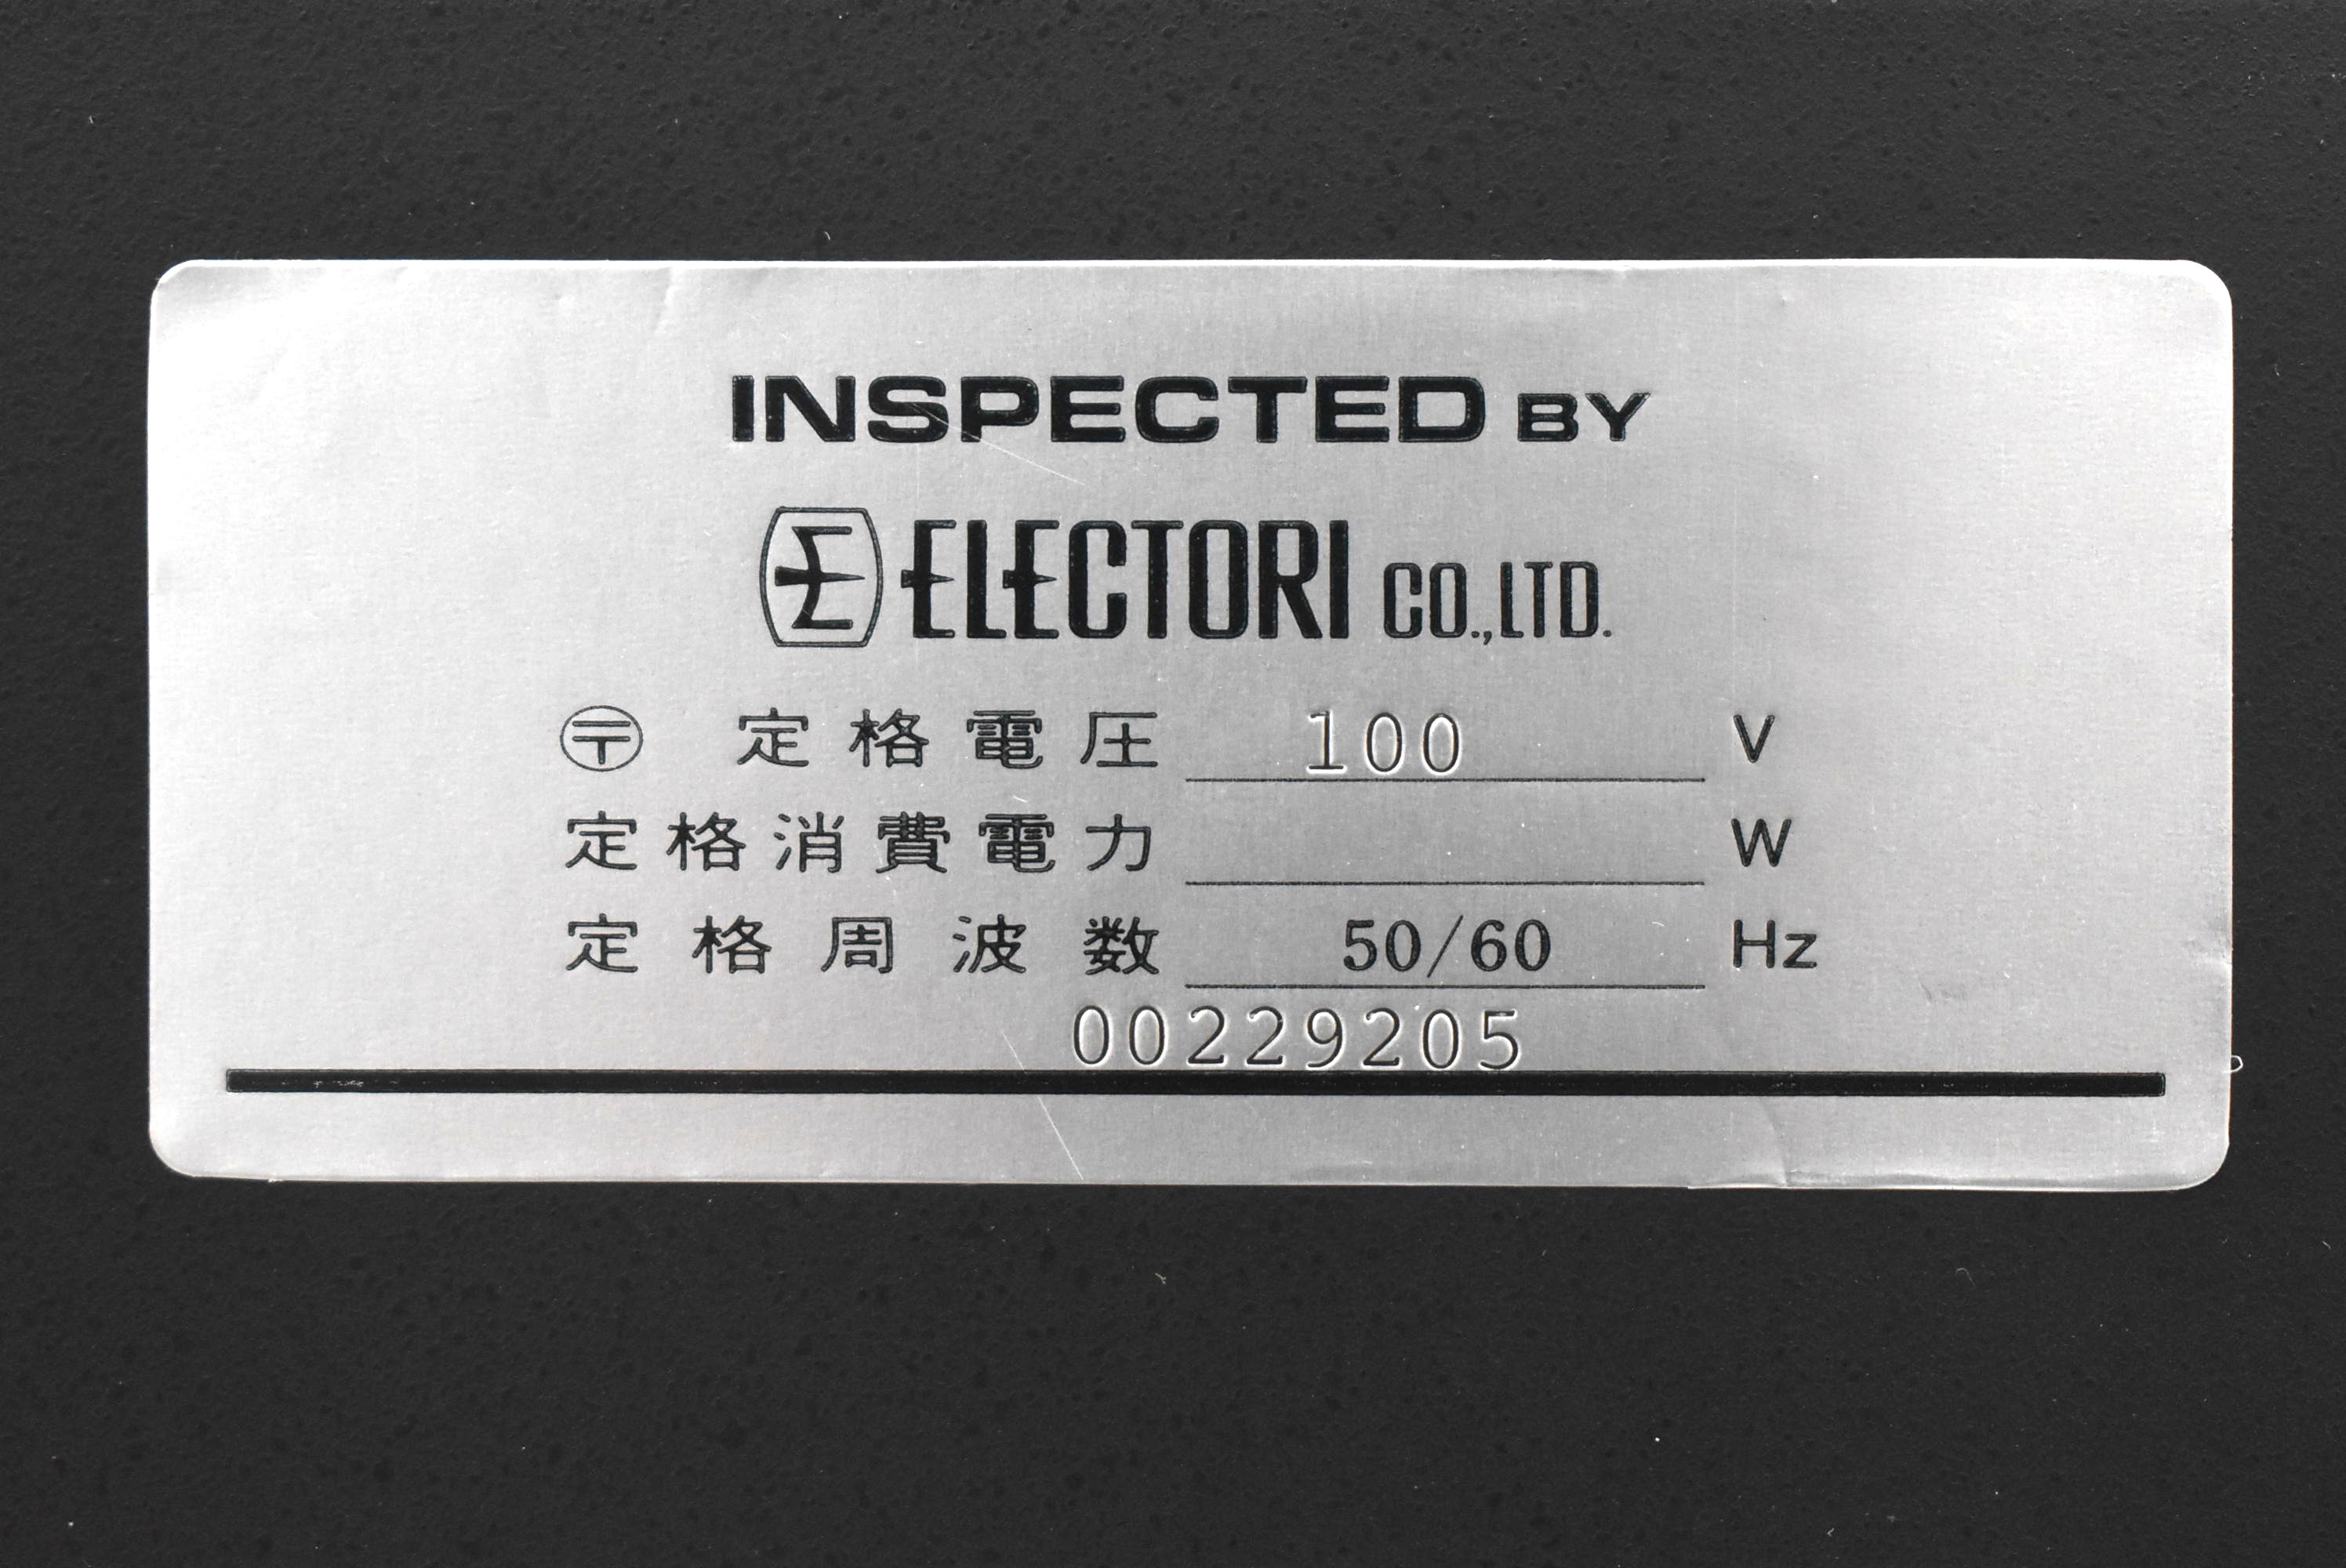 INSPECTED BY
E ELECTORI CO.,LTD.
〶 定格電圧 100 V
定格消費電力 W
定格周波数 50/60 Hz
00229205